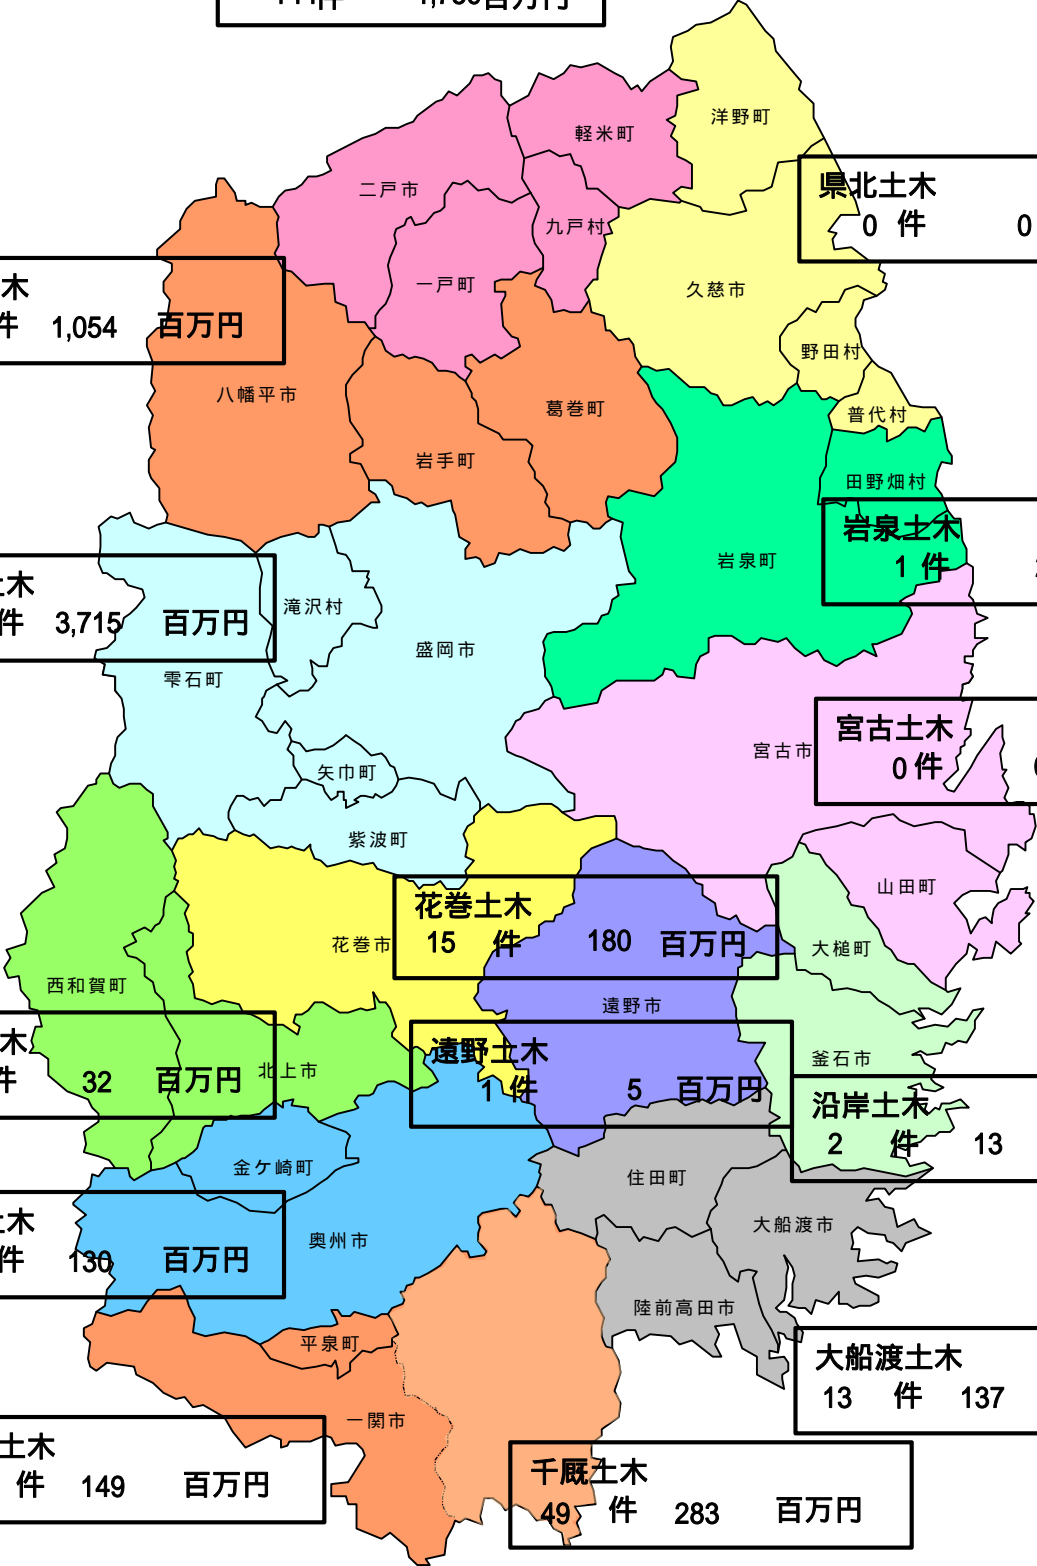 洋野町
軽米町
二戸市
県北土木
0 件 0
九戸村
一戸町
久慈市
木
件 1,054 百万円
野田村
八幡平市
葛巻町
普代村
岩手町
田野畑村
岩泉土木
1 件
岩泉町
土木
件 3,715 百万円
滝沢村
盛岡市
雫石町
宮古土木
0 件
宮古市
矢巾町
紫波町
山田町
花巻土木
15 件 180 百万円
花巻市
大槌町
西和賀町
遠野市
木
件 32 百万円
遠野土木
1 件 5 百万円
北上市
釜石市
沿岸土木
2 件 13
金ケ崎町
住田町
土木
件 130 百万円
大船渡市
奥州市
陸前高田市
平泉町
大船渡土木
13 件 137
一関市
土木
件 149 百万円
千厩土木
49 件 283 百万円